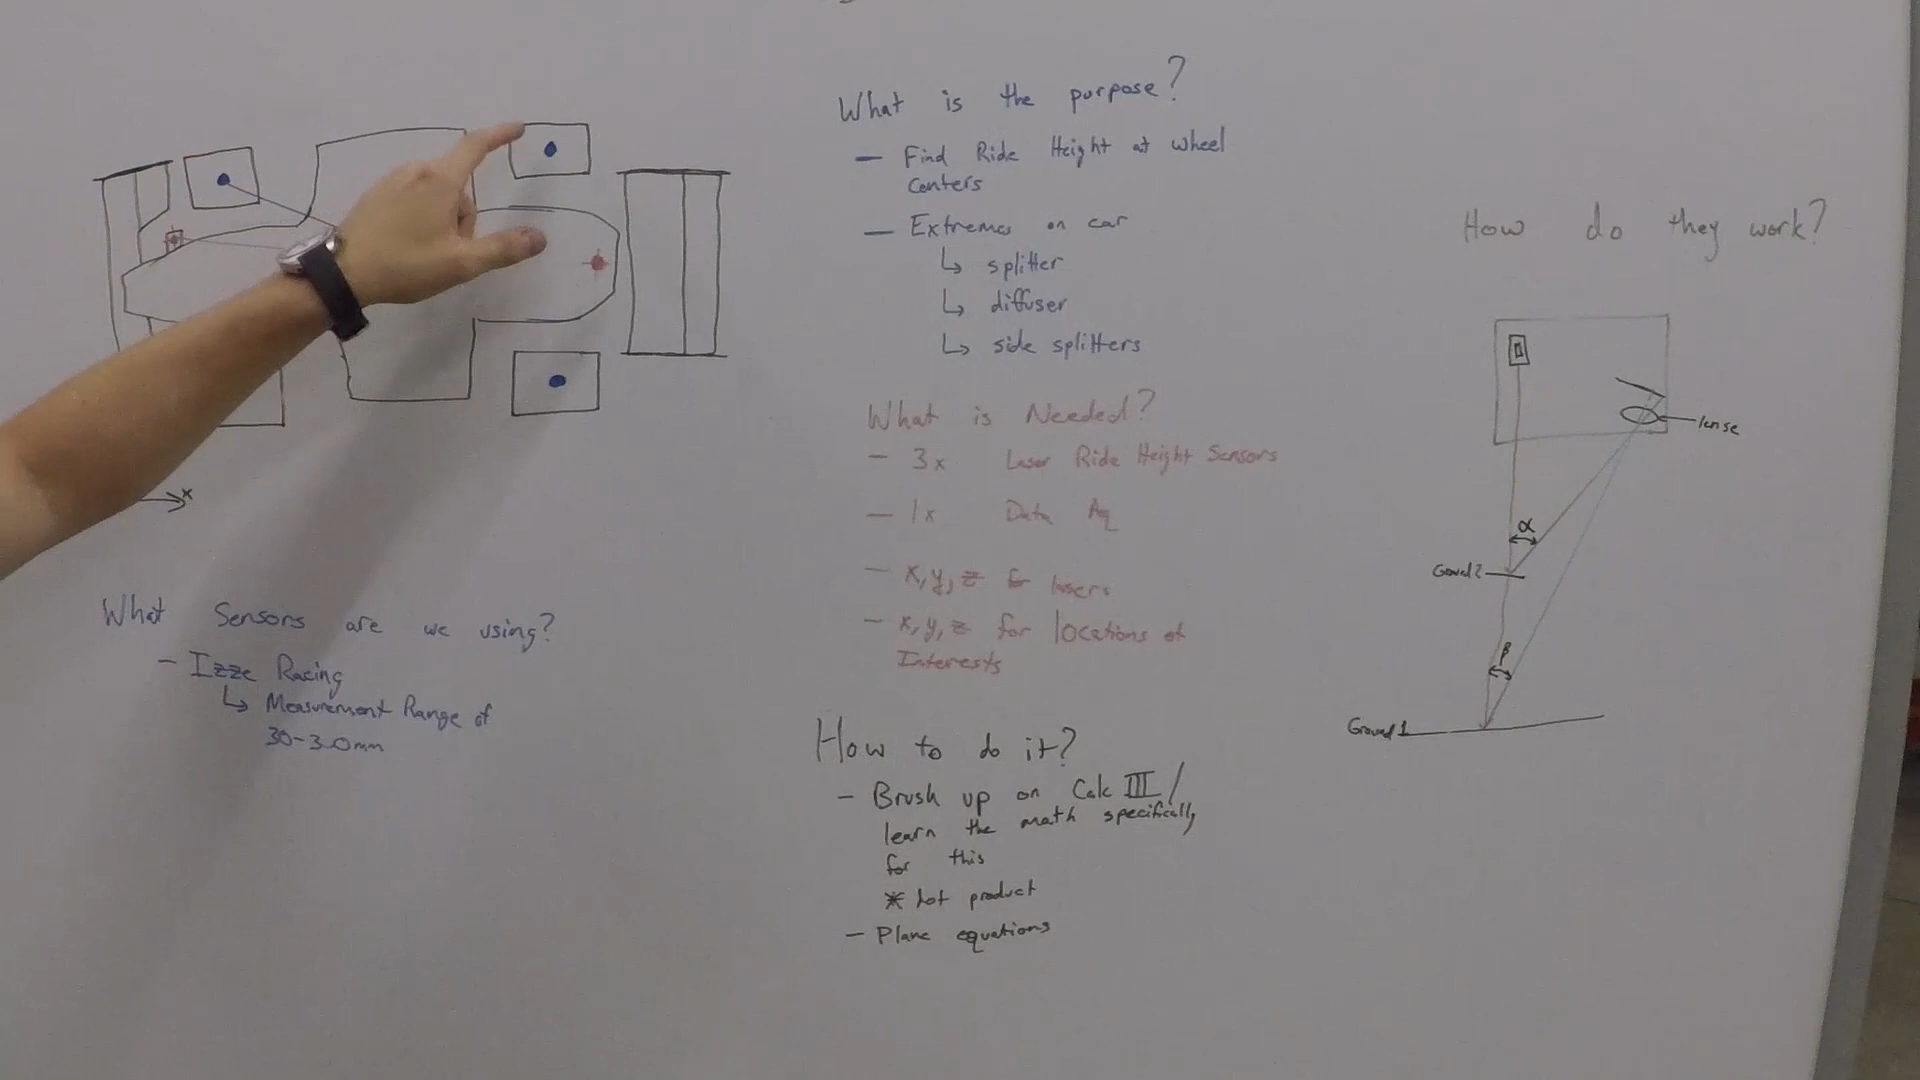 What is the purpose?
— Find Ride Height at wheel
centers
— Extremes on car
↳ splitter
↳ diffuser
↳ side splitters
What is Needed?
— 3x Laser Ride Height Sensors
— 1x Data Aq
— x, y, z for lasers
— x, y, z for locations of
Interests
How to do it?
— Brush up on Calc III /
learn the math specifically
for this
* Dot product
— Plane equations
x
What Sensors are we using?
- Izze Racing
↳ Measurement Range of
How do they work?
lense
α
Ground 2
β
Ground 1